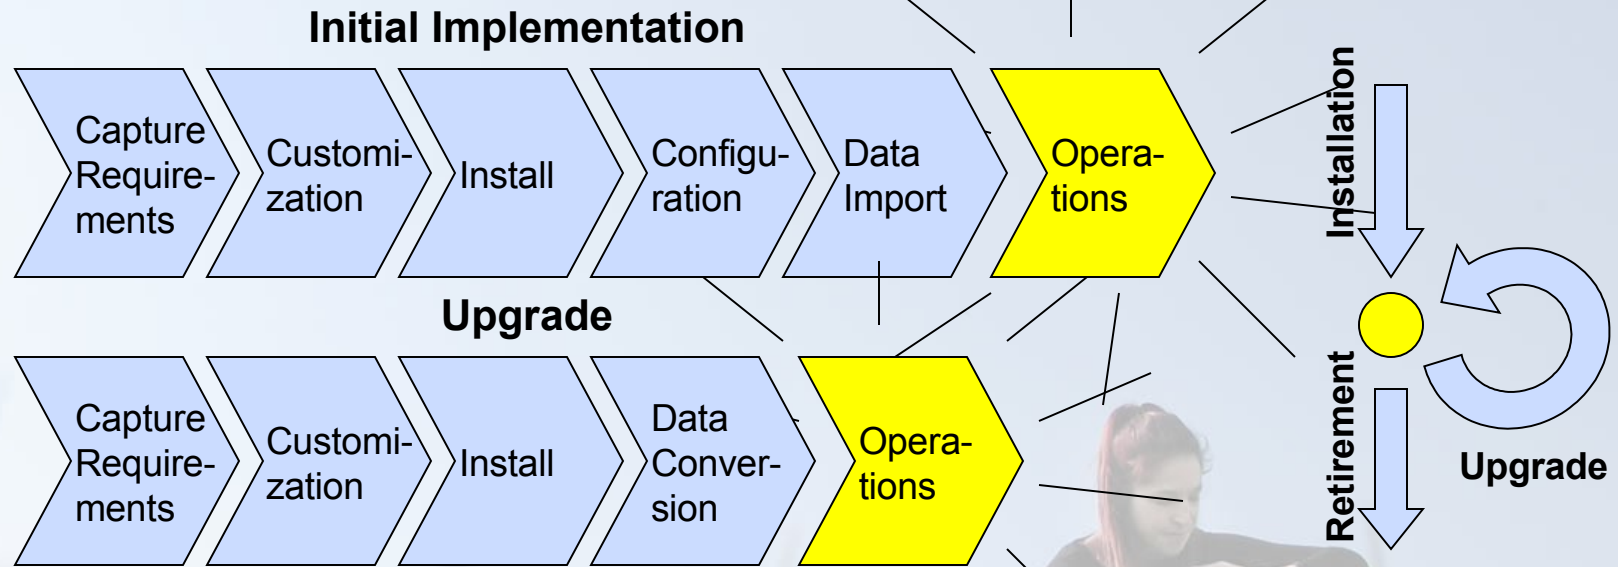 Initial Implementation
Capture
Require-
ments
Customi-
zation
Install
Configu-
ration
Data
Import
Opera-
tions
Installation
Upgrade
Capture
Require-
ments
Customi-
zation
Install
Data
Conver-
sion
Opera-
tions
Retirement
Upgrade